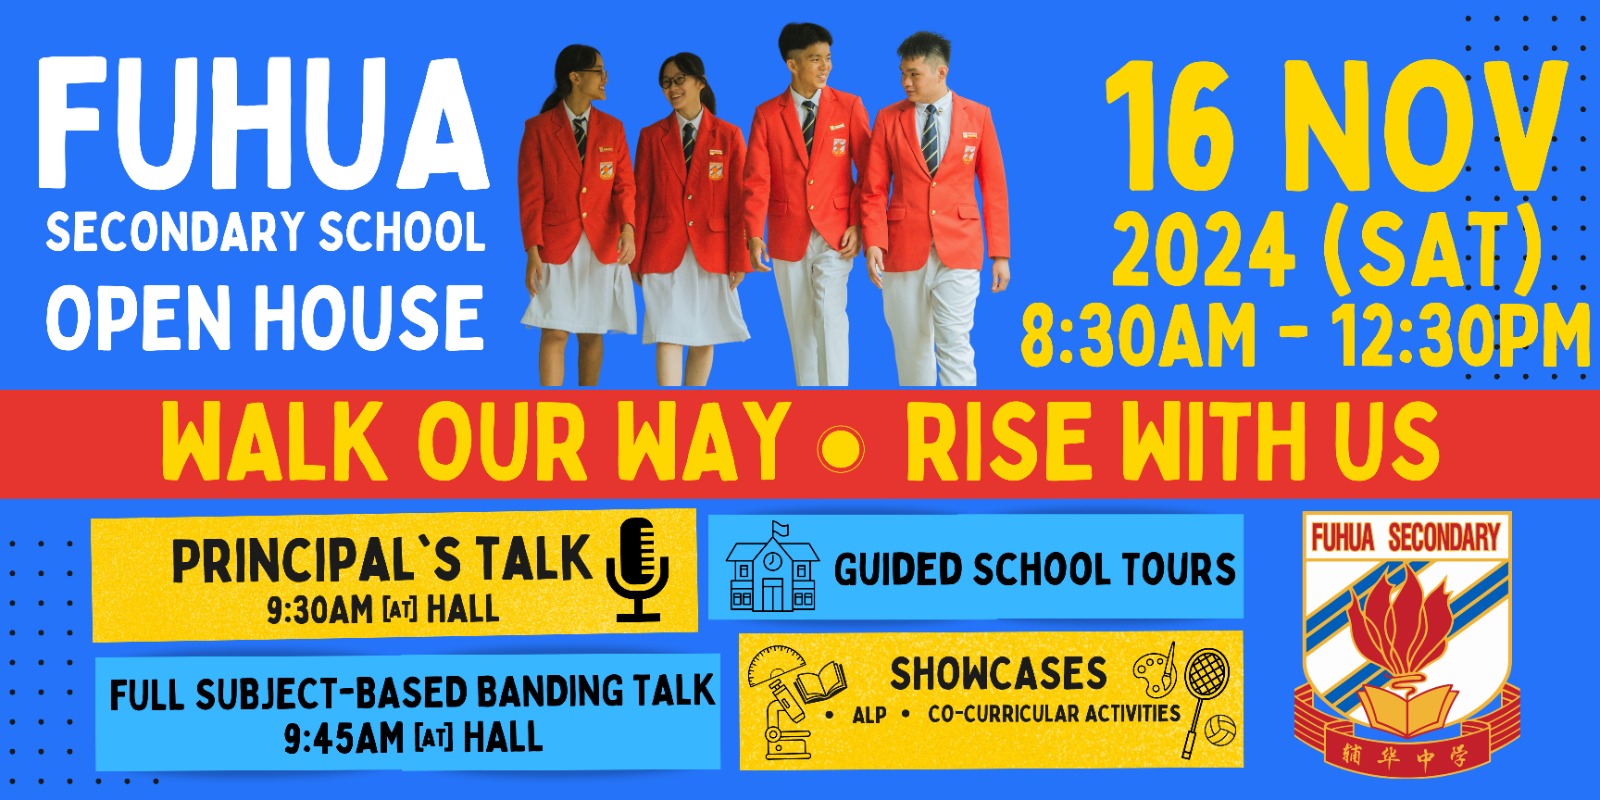 FUHUA
SECONDARY SCHOOL
OPEN HOUSE
16 NOV
2024 (SAT)
8:30AM - 12:30PM
WALK OUR WAY • RISE WITH US
PRINCIPAL`S TALK
9:30AM [AT] HALL
GUIDED SCHOOL TOURS
FULL SUBJECT-BASED BANDING TALK
9:45AM [AT] HALL
SHOWCASES
• ALP • CO-CURRICULAR ACTIVITIES
FUHUA SECONDARY
辅华中学